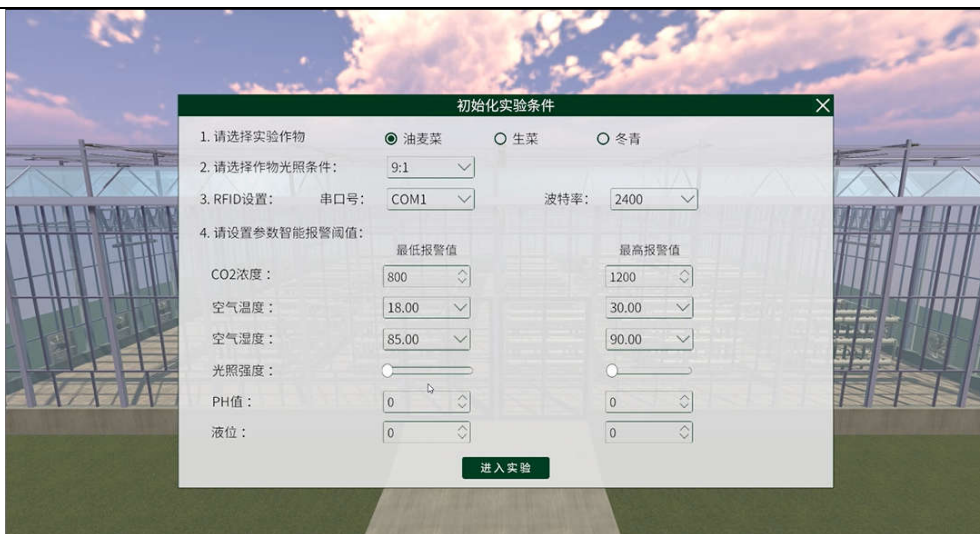 初始化实验条件
1. 请选择实验作物 油麦菜 生菜 冬青
2. 请选择作物光照条件： 9:1
3. RFID设置： 串口号： COM1 波特率： 2400
4. 请设置参数智能报警阈值：
最低报警值 最高报警值
CO2浓度： 800 1200
空气温度： 18.00 30.00
空气湿度： 85.00 90.00
光照强度：
PH值： 0 0
液位： 0 0
进入实验